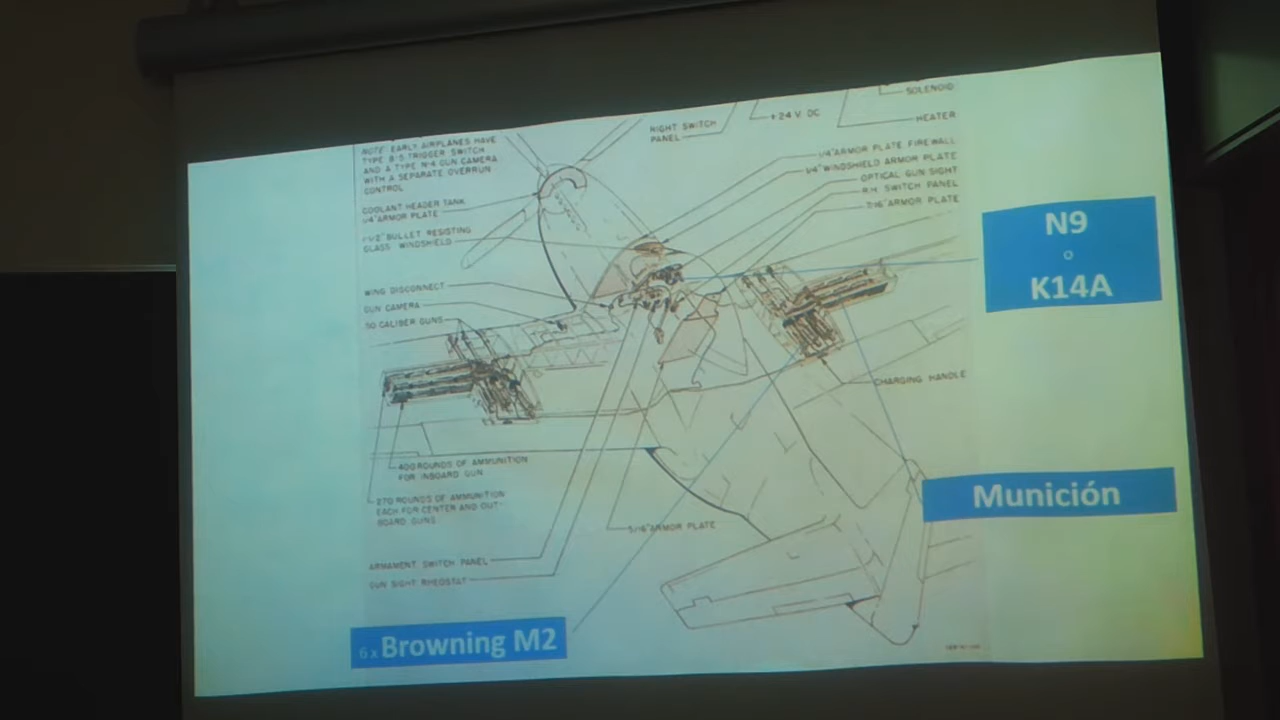 SOLENOID
+24 V. DC
HEATER
RIGHT SWITCH
PANEL
NOTE: EARLY AIRPLANES HAVE
TYPE B-5 TRIGGER SWITCH
AND A TYPE N-4 GUN CAMERA
WITH A SEPARATE OVERRUN
CONTROL
COOLANT HEADER TANK
1/4" ARMOR PLATE
1-1/2" BULLET RESISTING
GLASS WINDSHIELD
WING DISCONNECT
GUN CAMERA
.50 CALIBER GUNS
1/4" ARMOR PLATE FIREWALL
1/4" WINDSHIELD ARMOR PLATE
OPTICAL GUN SIGHT
R.H. SWITCH PANEL
7/16" ARMOR PLATE
N9
o
K14A
CHARGING HANDLE
400 ROUNDS OF AMMUNITION
FOR INBOARD GUN
270 ROUNDS OF AMMUNITION
EACH FOR CENTER AND OUT-
BOARD GUNS
Munición
5/16" ARMOR PLATE
ARMAMENT SWITCH PANEL
GUN SIGHT RHEOSTAT
6 x Browning M2